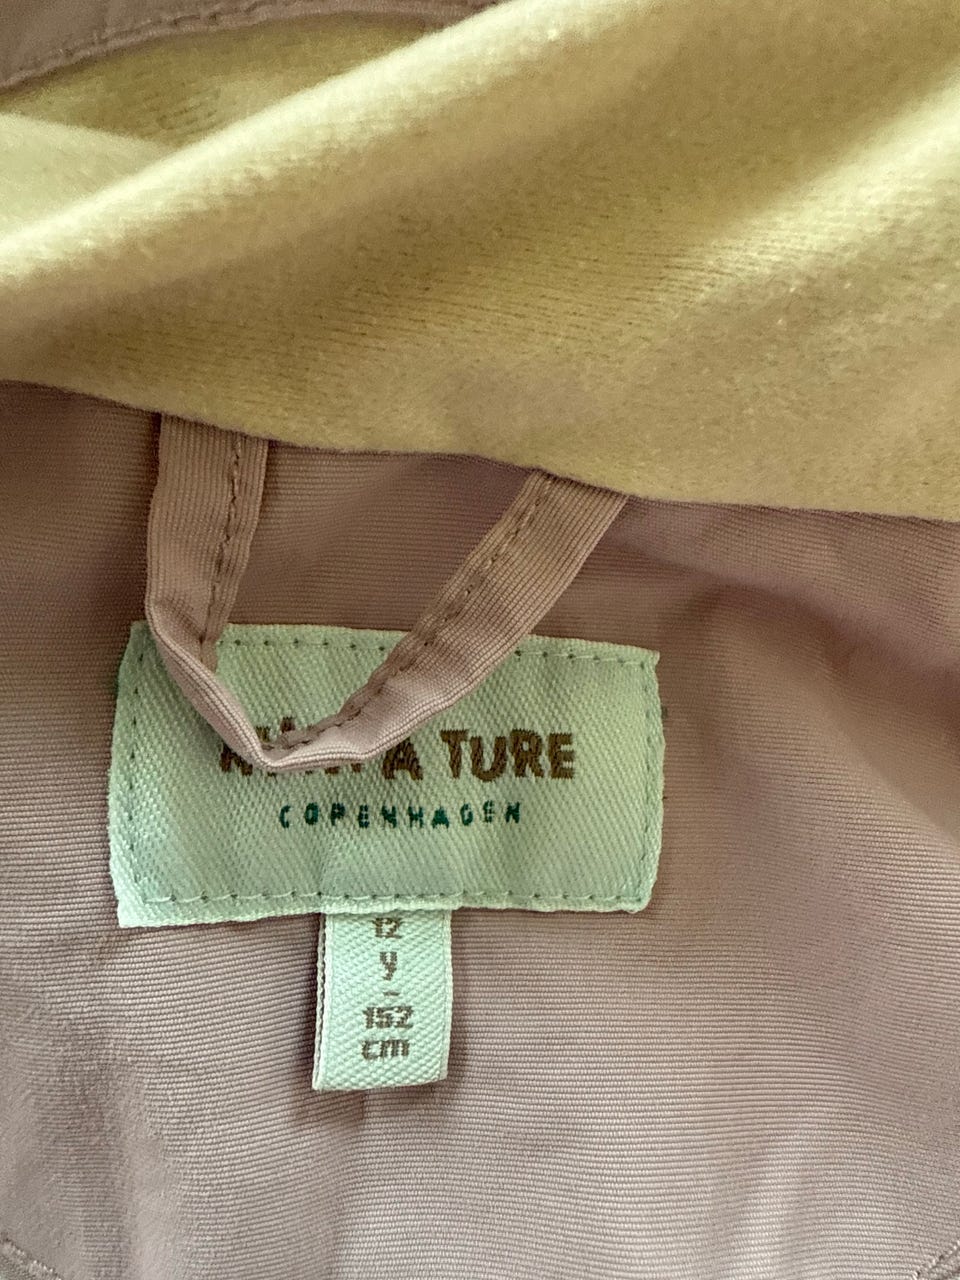 A TURE
COPENHAGEN
12
y
-
152
cm